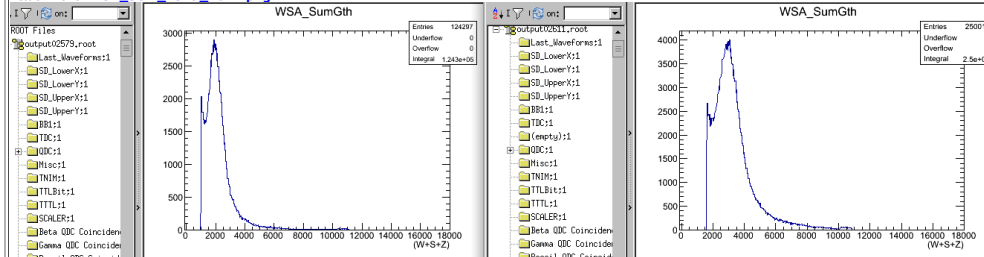 on:
ROOT Files
output02579.root
Last_Waveforms;1
SD_LowerX;1
SD_LowerY;1
SD_UpperX;1
SD_UpperY;1
BB1;1
TDC;1
QDC;1
Misc;1
TNIM;1
TTLBit;1
TTTL;1
SCALER;1
Beta QDC Coinciden
Gamma QDC Coinciden
WSA_SumGth
Entries 124297
Underflow 0
Overflow 0
Integral 1.243e+05
3000
2500
2000
1500
1000
500
0
0 2000 4000 6000 8000 10000 12000 14000 16000 18000
(W+S+Z)
on:
output02611.root
Last_Waveforms;1
SD_LowerX;1
SD_LowerY;1
SD_UpperX;1
SD_UpperY;1
BB1;1
TDC;1
(empty);1
QDC;1
Misc;1
TNIM;1
TTLBit;1
TTTL;1
SCALER;1
Beta QDC Coinciden
Gamma QDC Coinciden
WSA_SumGth
Entries 25001
Underflow
Overflow
Integral 2.5e+0
4000
3500
3000
2500
2000
1500
1000
500
0
0 2000 4000 6000 8000 10000 12000 14000 16000 18000
(W+S+Z)